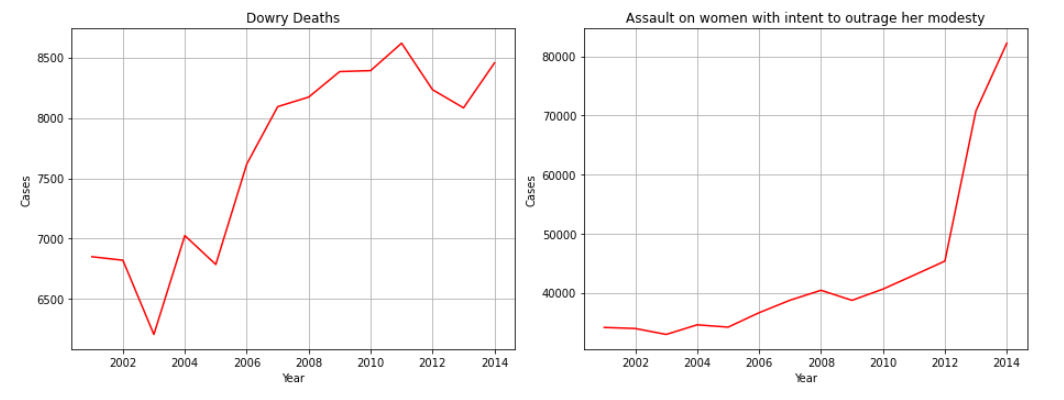 Dowry Deaths
8500
8000
7500
7000
6500
Cases
2002 2004 2006 2008 2010 2012 2014
Year
Assault on women with intent to outrage her modesty
80000
70000
60000
50000
40000
Cases
2002 2004 2006 2008 2010 2012 2014
Year